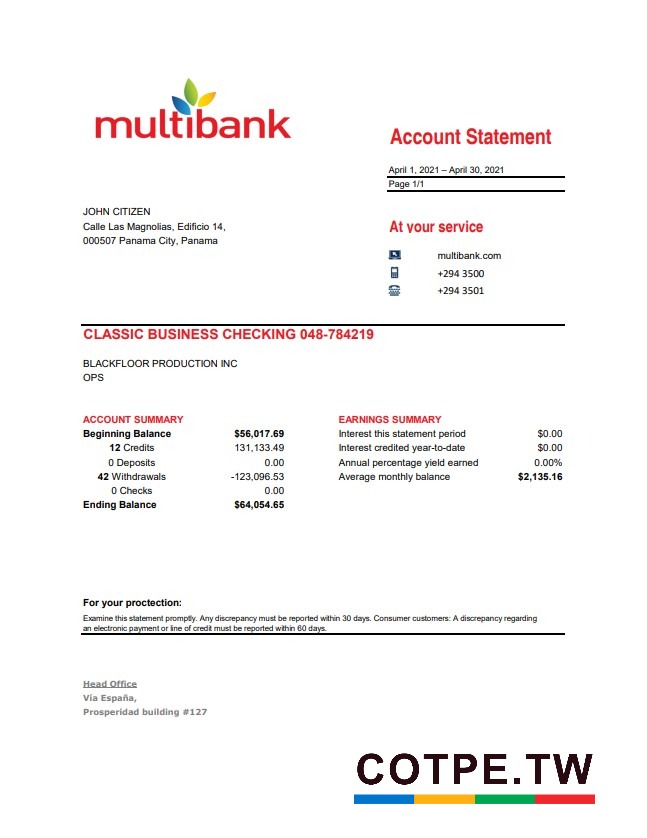 multibank
Account Statement
April 1, 2021 – April 30, 2021
Page 1/1
JOHN CITIZEN
Calle Las Magnolias, Edificio 14,
000507 Panama City, Panama
At your service
multibank.com
+294 3500
+294 3501
CLASSIC BUSINESS CHECKING 048-784219
BLACKFLOOR PRODUCTION INC
OPS
ACCOUNT SUMMARY
Beginning Balance $56,017.69
12 Credits 131,133.49
0 Deposits 0.00
42 Withdrawals -123,096.53
0 Checks 0.00
Ending Balance $64,054.65
EARNINGS SUMMARY
Interest this statement period $0.00
Interest credited year-to-date $0.00
Annual percentage yield earned 0.00%
Average monthly balance $2,135.16
For your proctection:
Examine this statement promptly. Any discrepancy must be reported within 30 days. Consumer customers: A discrepancy regarding
an electronic payment or line of credit must be reported within 60 days.
Head Office
Vía España,
Prosperidad building #127
COTPE.TW